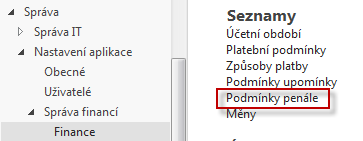 Správa
Správa IT
Nastavení aplikace
Obecné
Uživatelé
Správa financí
Finance
Seznamy
Účetní období
Platební podmínky
Způsoby platby
Podmínky upomínky
Podmínky penále
Měny